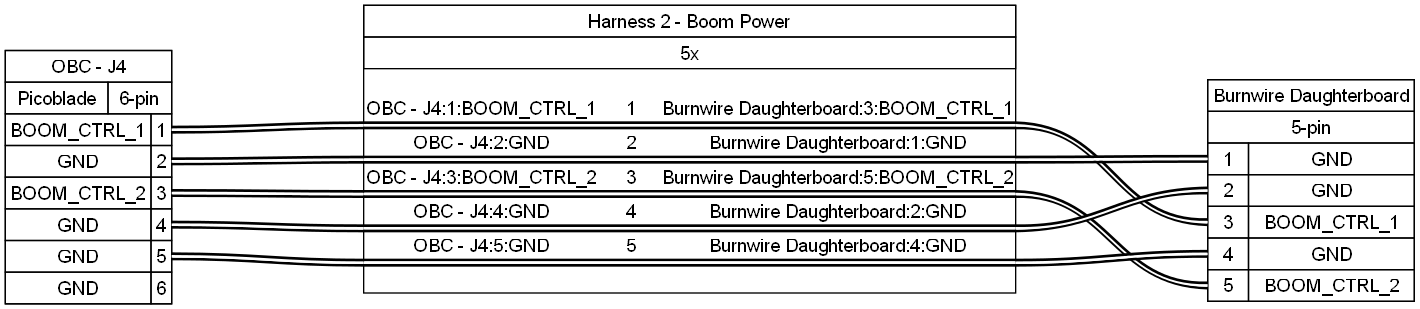 Harness 2 - Boom Power
5x
OBC - J4
Picoblade 6-pin
BOOM_CTRL_1 1
GND 2
BOOM_CTRL_2 3
GND 4
GND 5
GND 6
OBC - J4:1:BOOM_CTRL_1 1 Burnwire Daughterboard:3:BOOM_CTRL_1
OBC - J4:2:GND 2 Burnwire Daughterboard:1:GND
OBC - J4:3:BOOM_CTRL_2 3 Burnwire Daughterboard:5:BOOM_CTRL_2
OBC - J4:4:GND 4 Burnwire Daughterboard:2:GND
OBC - J4:5:GND 5 Burnwire Daughterboard:4:GND
Burnwire Daughterboard
5-pin
1 GND
2 GND
3 BOOM_CTRL_1
4 GND
5 BOOM_CTRL_2